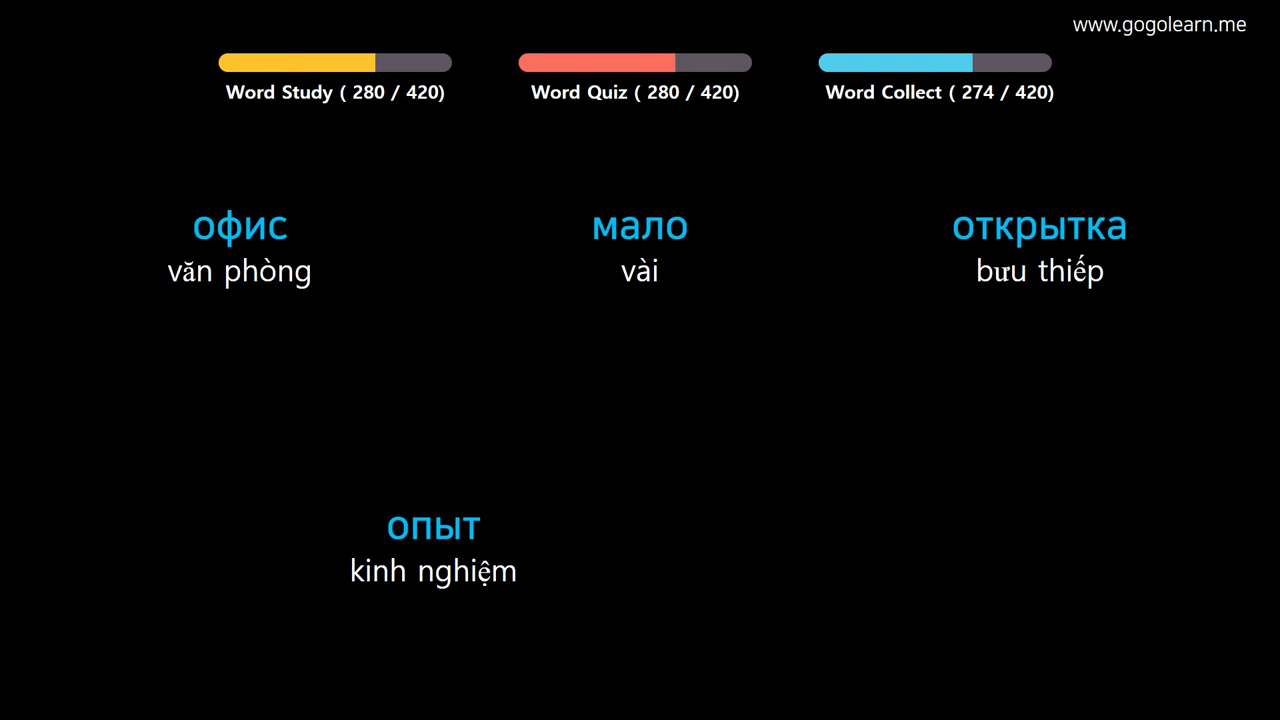 www.gogolearn.me
Word Study ( 280 / 420)
Word Quiz ( 280 / 420)
Word Collect ( 274 / 420)
офис
văn phòng
мало
vài
открытка
bưu thiếp
опыт
kinh nghiệm